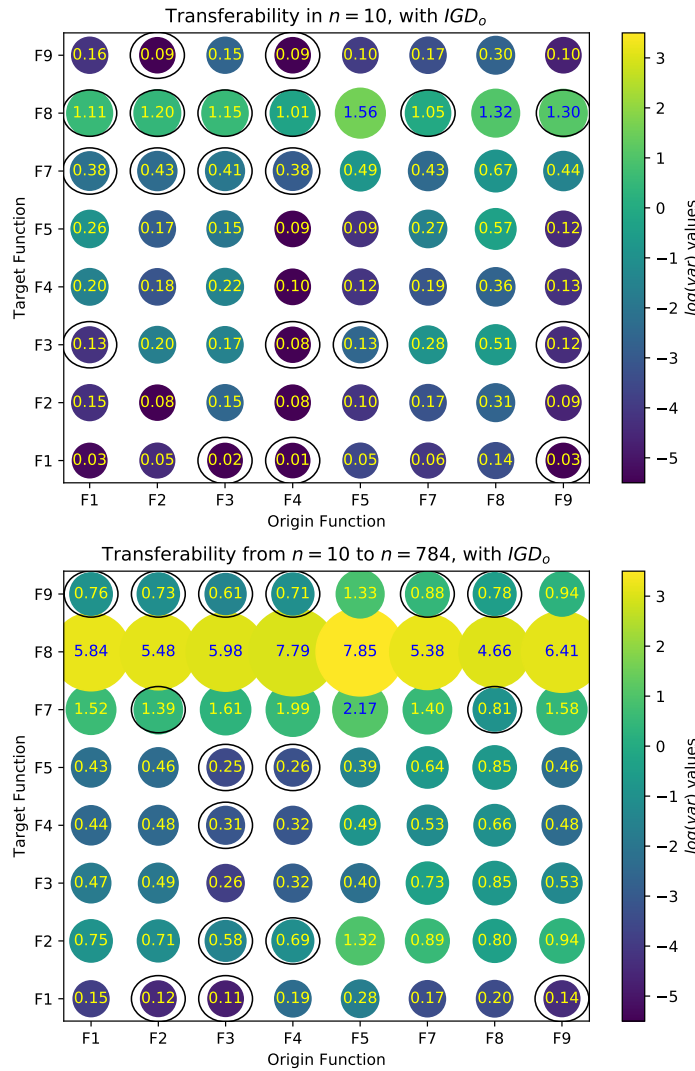 Transferability in n = 10, with IGD_o
F9 0.16 0.09 0.15 0.09 0.10 0.17 0.30 0.10
F8 1.11 1.20 1.15 1.01 1.56 1.05 1.32 1.30
F7 0.38 0.43 0.41 0.38 0.49 0.43 0.67 0.44
F5 0.26 0.17 0.15 0.09 0.09 0.27 0.57 0.12
F4 0.20 0.18 0.22 0.10 0.12 0.19 0.36 0.13
F3 0.13 0.20 0.17 0.08 0.13 0.28 0.51 0.12
F2 0.15 0.08 0.15 0.08 0.10 0.17 0.31 0.09
F1 0.03 0.05 0.02 0.01 0.05 0.06 0.14 0.03
F1 F2 F3 F4 F5 F7 F8 F9
Origin Function
Target Function
3
2
1
0
−1
−2
−3
−4
−5
log(var) values
Transferability from n = 10 to n = 784, with IGD_o
F9 0.76 0.73 0.61 0.71 1.33 0.88 0.78 0.94
F8 5.84 5.48 5.98 7.79 7.85 5.38 4.66 6.41
F7 1.52 1.39 1.61 1.99 2.17 1.40 0.81 1.58
F5 0.43 0.46 0.25 0.26 0.39 0.64 0.85 0.46
F4 0.44 0.48 0.31 0.32 0.49 0.53 0.66 0.48
F3 0.47 0.49 0.26 0.32 0.40 0.73 0.85 0.53
F2 0.75 0.71 0.58 0.69 1.32 0.89 0.80 0.94
F1 0.15 0.12 0.11 0.19 0.28 0.17 0.20 0.14
F1 F2 F3 F4 F5 F7 F8 F9
Origin Function
Target Function
3
2
1
0
−1
−2
−3
−4
−5
log(var) values